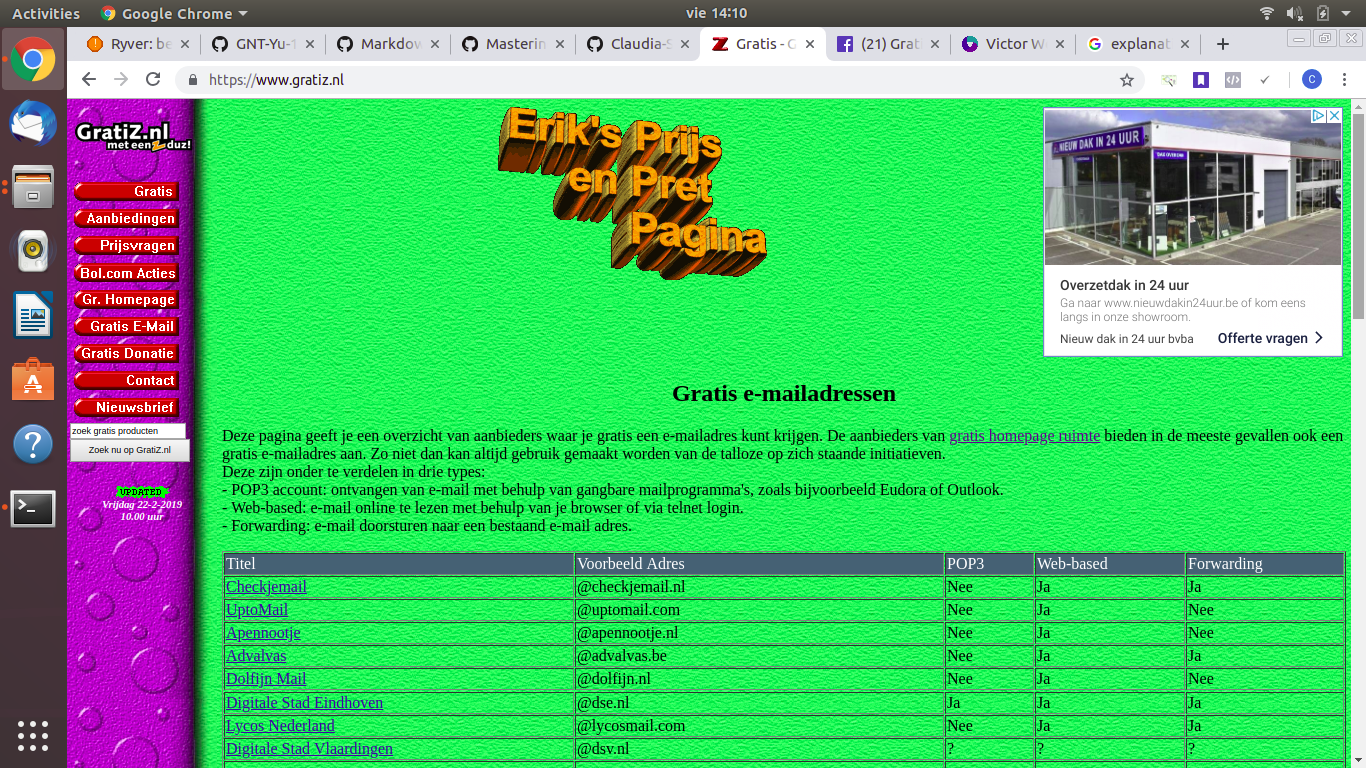 Activities
Google Chrome
vie 14:10
Ryver: be
GNT-Yu-1
Markdow
Masterin
Claudia-S
Gratis - G
(21) Grat
Victor W
explanat
https://www.gratiz.nl
C
GratiZ.nl
met een Z duz!
Gratis
Aanbiedingen
Prijsvragen
Bol.com Acties
Gr. Homepage
Gratis E-Mail
Gratis Donatie
Contact
Nieuwsbrief
zoek gratis producten
Zoek nu op GratiZ.nl
UPDATED
Vrijdag 22-2-2019
10.00 uur
Erik's Prijs
en Pret
Pagina
NIEUW DAK IN 24 UUR
Overzetdak in 24 uur
Ga naar www.nieuwdakin24uur.be of kom eens
langs in onze showroom.
Nieuw dak in 24 uur bvba
Offerte vragen
Gratis e-mailadressen
Deze pagina geeft je een overzicht van aanbieders waar je gratis een e-mailadres kunt krijgen. De aanbieders van gratis homepage ruimte bieden in de meeste gevallen ook een
gratis e-mailadres aan. Zo niet dan kan altijd gebruik gemaakt worden van de talloze op zich staande initiatieven.
Deze zijn onder te verdelen in drie types:
- POP3 account: ontvangen van e-mail met behulp van gangbare mailprogramma's, zoals bijvoorbeeld Eudora of Outlook.
- Web-based: e-mail online te lezen met behulp van je browser of via telnet login.
- Forwarding: e-mail doorsturen naar een bestaand e-mail adres.
Titel Voorbeeld Adres POP3 Web-based Forwarding
Checkjemail @checkjemail.nl Nee Ja Ja
UptoMail @uptomail.com Nee Ja Nee
Apennootje @apennootje.nl Nee Ja Nee
Advalvas @advalvas.be Nee Ja Ja
Dolfijn Mail @dolfijn.nl Nee Ja Nee
Digitale Stad Eindhoven @dse.nl Ja Ja Ja
Lycos Nederland @lycosmail.com Nee Ja Ja
Digitale Stad Vlaardingen @dsv.nl ? ? ?